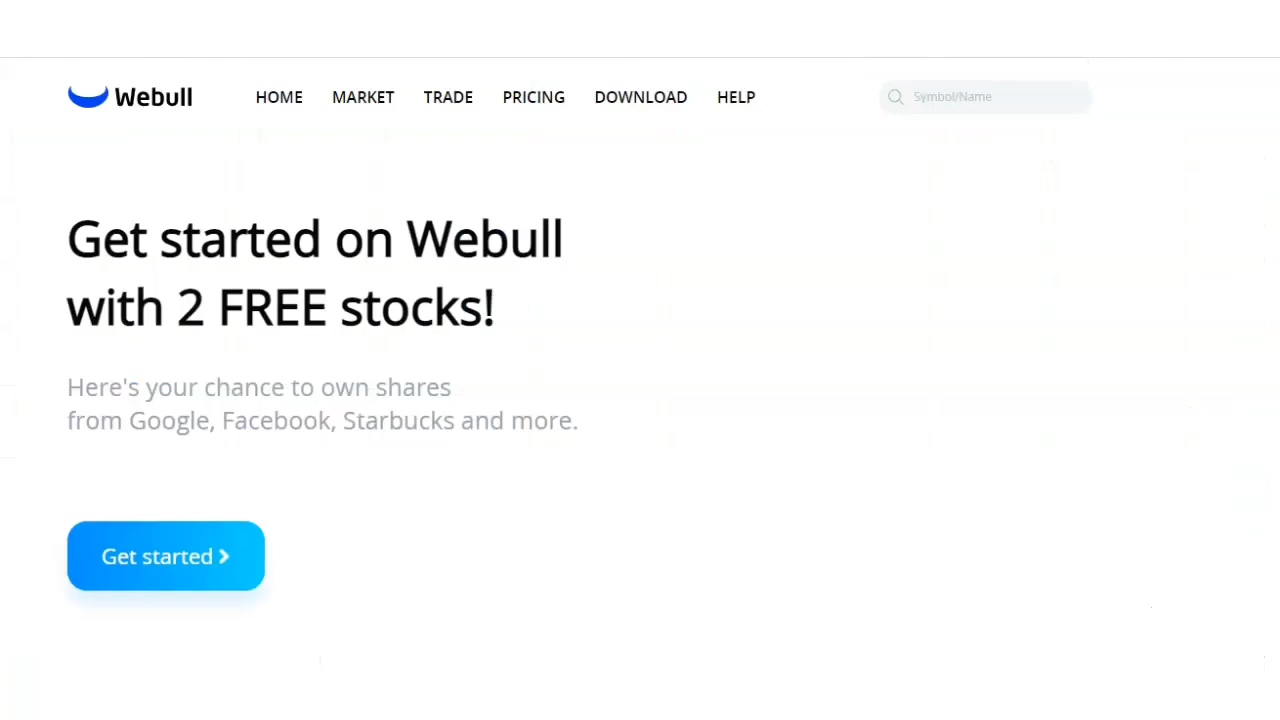 Webull HOME MARKET TRADE PRICING DOWNLOAD HELP Symbol/Name
Get started on Webull
with 2 FREE stocks!
Here's your chance to own shares
from Google, Facebook, Starbucks and more.
Get started